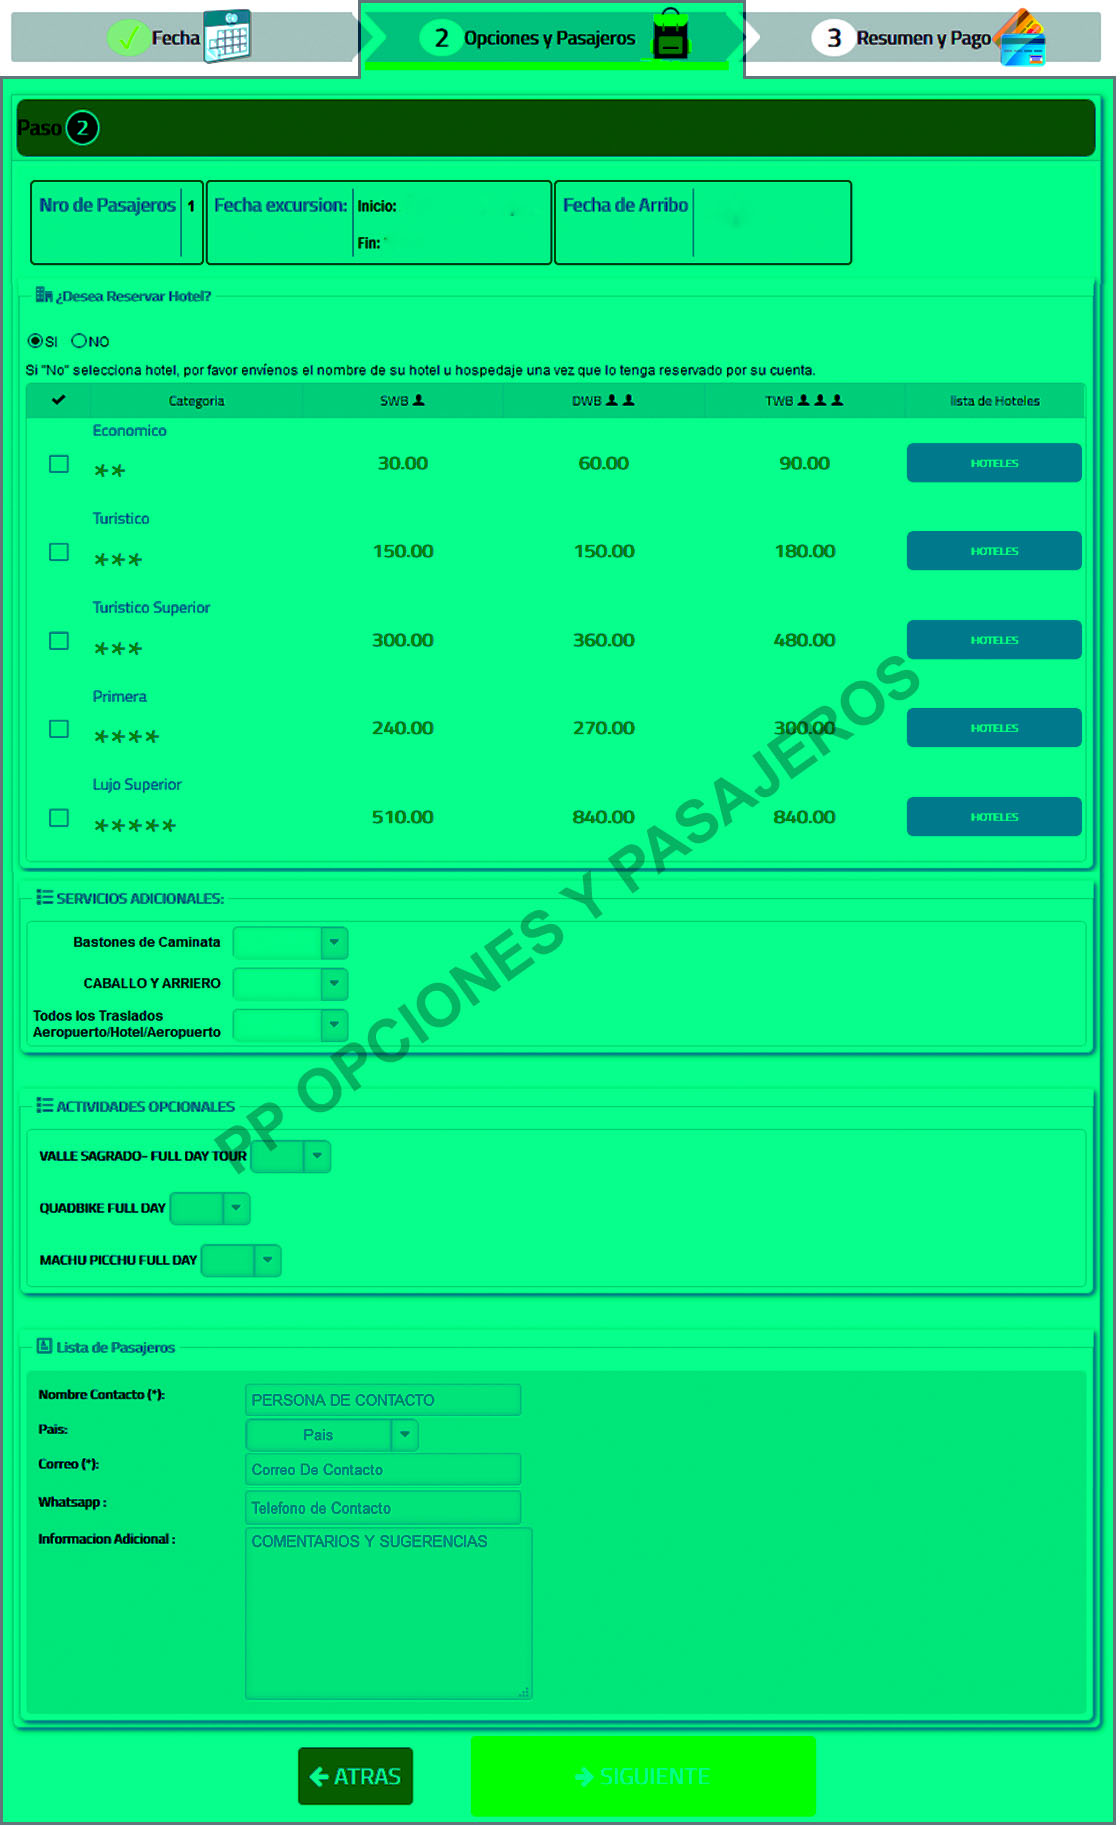 Fecha
2 Opciones y Pasajeros
3 Resumen y Pago
Paso 2
Nro de Pasajeros 1 Fecha excursion: Inicio: Fecha de Arribo
Fin:
¿Desea Reservar Hotel?
SI NO
Si "No" selecciona hotel, por favor envíenos el nombre de su hotel u hospedaje una vez que lo tenga reservado por su cuenta.
Categoria SWB DWB TWB lista de Hoteles
Economico
** 30.00 60.00 90.00 HOTELES
Turistico
*** 150.00 150.00 180.00 HOTELES
Turistico Superior
*** 300.00 360.00 480.00 HOTELES
Primera
**** 240.00 270.00 300.00 HOTELES
Lujo Superior
***** 510.00 840.00 840.00 HOTELES
PP OPCIONES Y PASAJEROS
SERVICIOS ADICIONALES:
Bastones de Caminata
CABALLO Y ARRIERO
Todos los Traslados
Aeropuerto/Hotel/Aeropuerto
ACTIVIDADES OPCIONALES
VALLE SAGRADO- FULL DAY TOUR
QUADBIKE FULL DAY
MACHU PICCHU FULL DAY
Lista de Pasajeros
Nombre Contacto (*): PERSONA DE CONTACTO
Pais: Pais
Correo (*): Correo De Contacto
Whatsapp : Telefono de Contacto
Informacion Adicional : COMENTARIOS Y SUGERENCIAS
ATRAS
SIGUIENTE